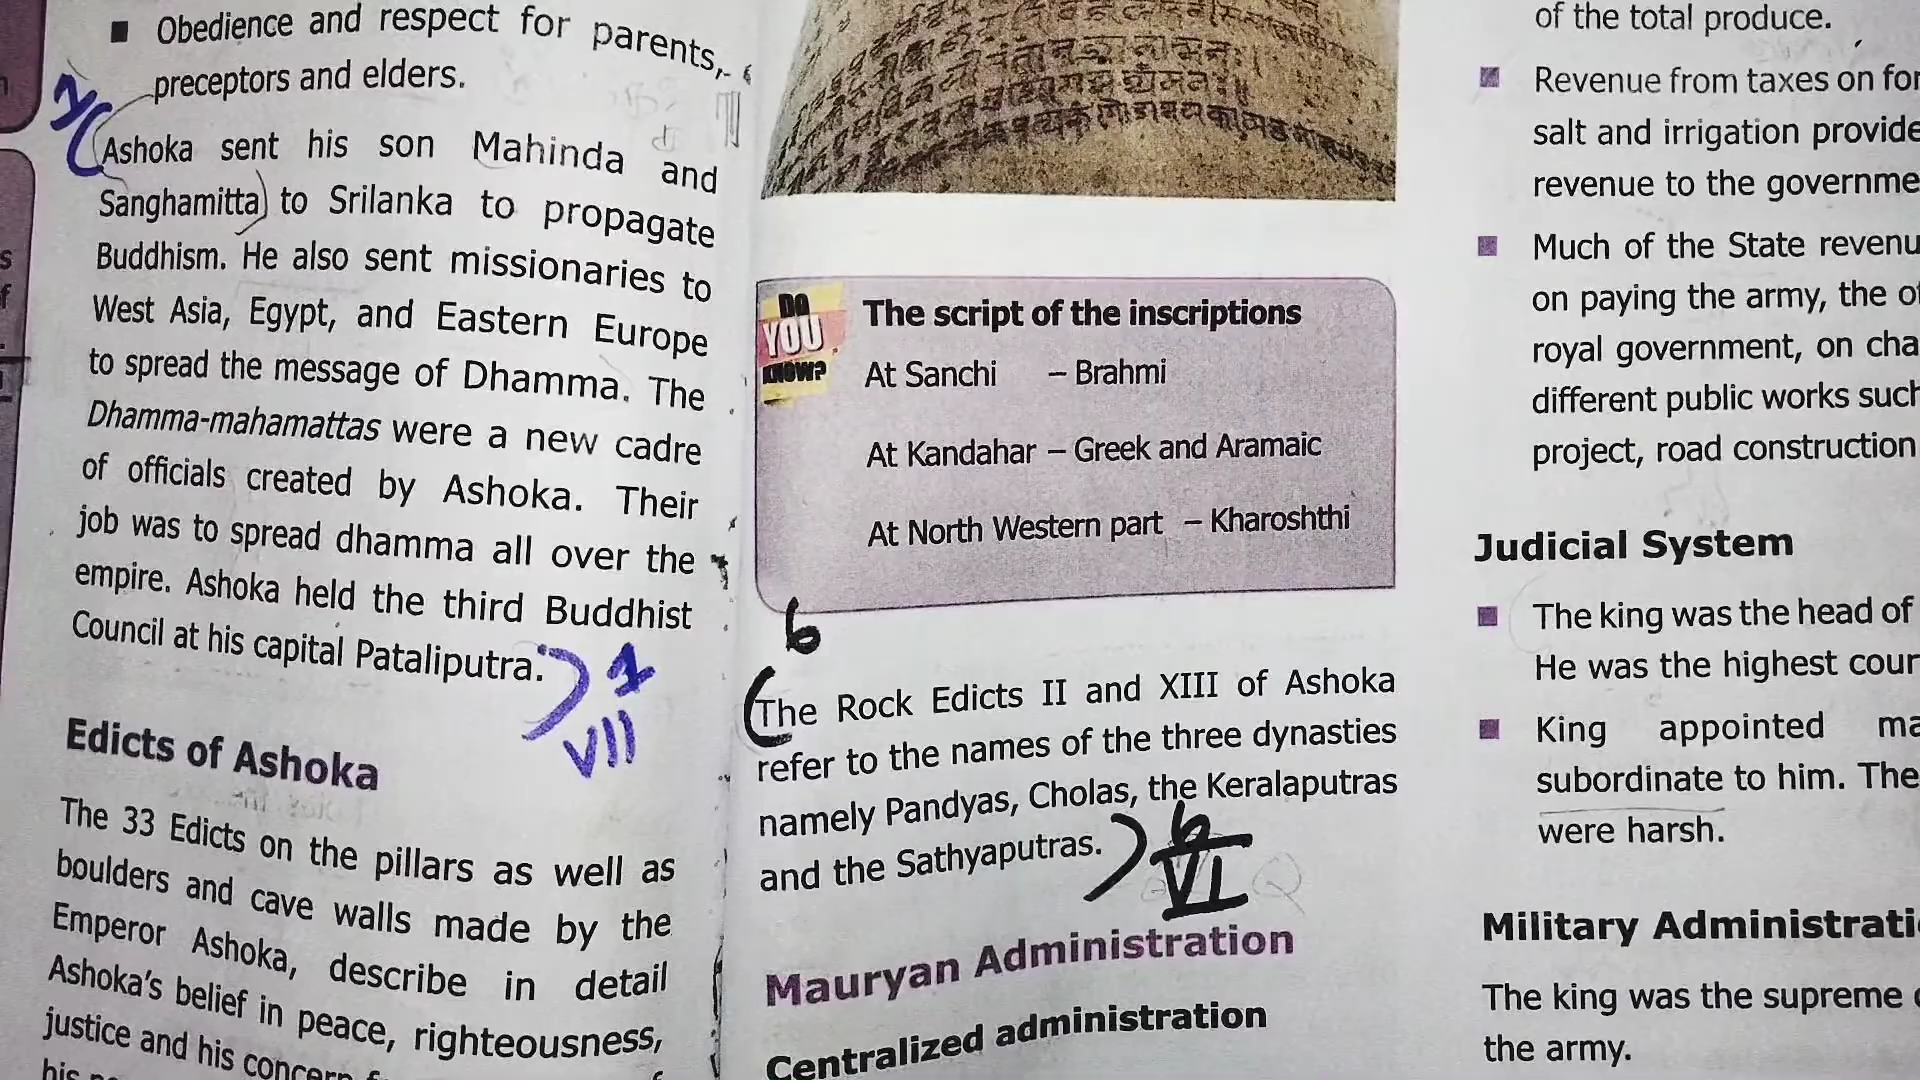 ■ Obedience and respect for parents,
preceptors and elders.
Ashoka sent his son Mahinda and
Sanghamitta) to Srilanka to propagate
Buddhism. He also sent missionaries to
West Asia, Egypt, and Eastern Europe
to spread the message of Dhamma. The
Dhamma-mahamattas were a new cadre
of officials created by Ashoka. Their
job was to spread dhamma all over the
empire. Ashoka held the third Buddhist
Council at his capital Pataliputra.
VII
Edicts of Ashoka
The 33 Edicts on the pillars as well as
boulders and cave walls made by the
Emperor Ashoka, describe in detail
Ashoka's belief in peace, righteousness,
justice and his concern
his
DO
YOU
KNOW?
The script of the inscriptions
At Sanchi – Brahmi
At Kandahar – Greek and Aramaic
At North Western part – Kharoshthi
6
(The Rock Edicts II and XIII of Ashoka
refer to the names of the three dynasties
namely Pandyas, Cholas, the Keralaputras
and the Sathyaputras.)
6
VI
Mauryan Administration
Centralized administration
of the total produce.
■ Revenue from taxes on
salt and irrigation
revenue to the
■ Much of the State
on paying the army, the
royal government, on
different public works
project, road construction
Judicial System
■ The king was the head of
He was the highest
■ King appointed
subordinate to him. The
were harsh.
Military
The king was the supreme
the army.